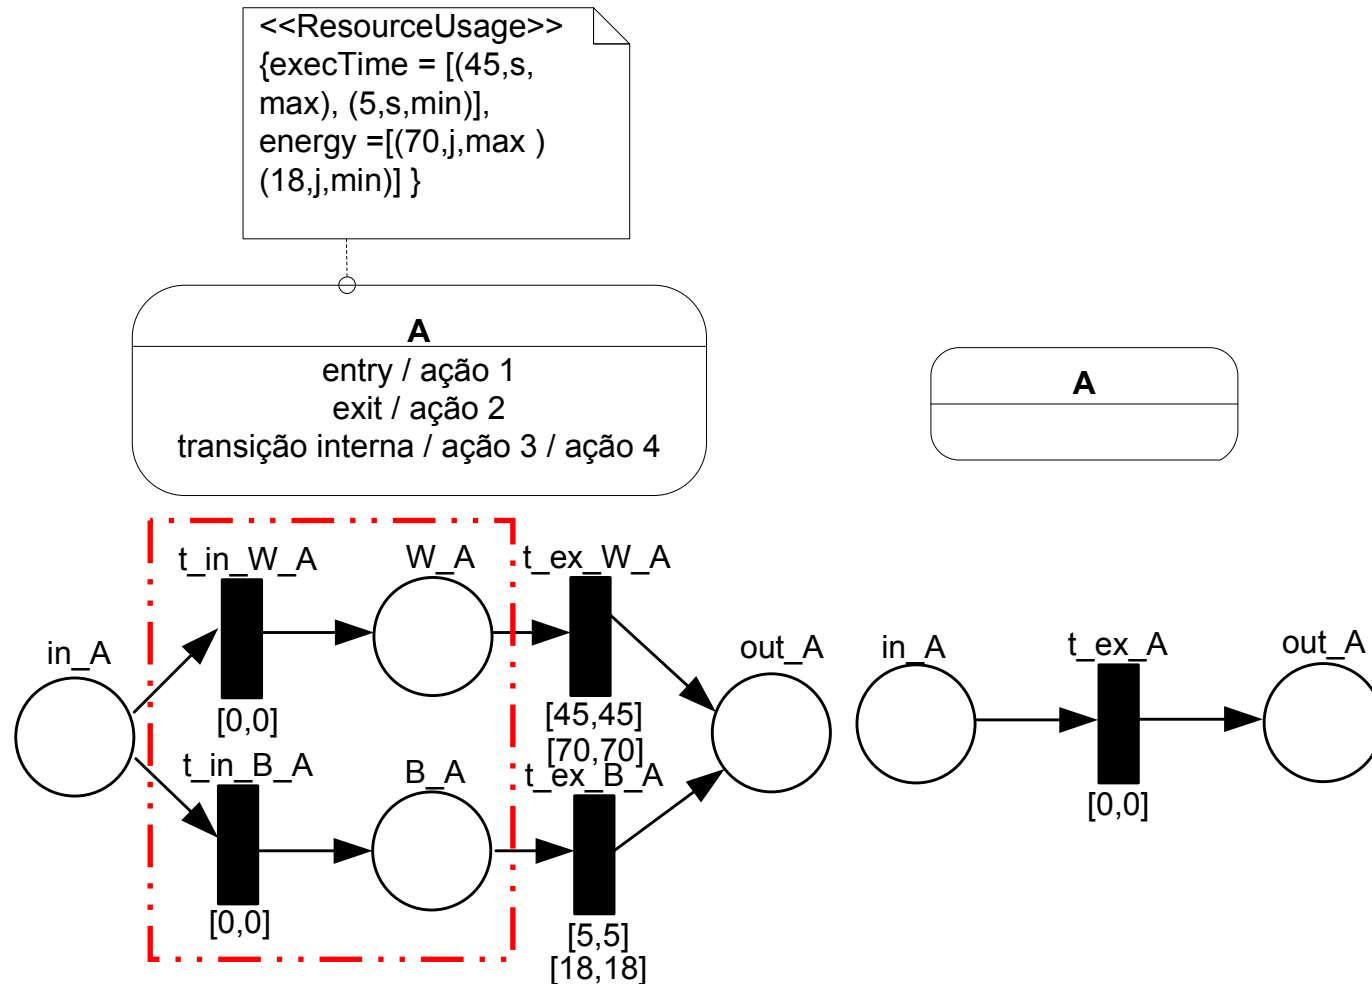 <<ResourceUsage>>
{execTime = [(45,s,
max), (5,s,min)],
energy =[(70,j,max )
(18,j,min)] }
A
entry / ação 1
exit / ação 2
transição interna / ação 3 / ação 4
A
t_in_W_A
W_A
t_ex_W_A
in_A
[0,0]
[45,45]
[70,70]
out_A
t_in_B_A
B_A
t_ex_B_A
[0,0]
[5,5]
[18,18]
in_A
t_ex_A
out_A
[0,0]